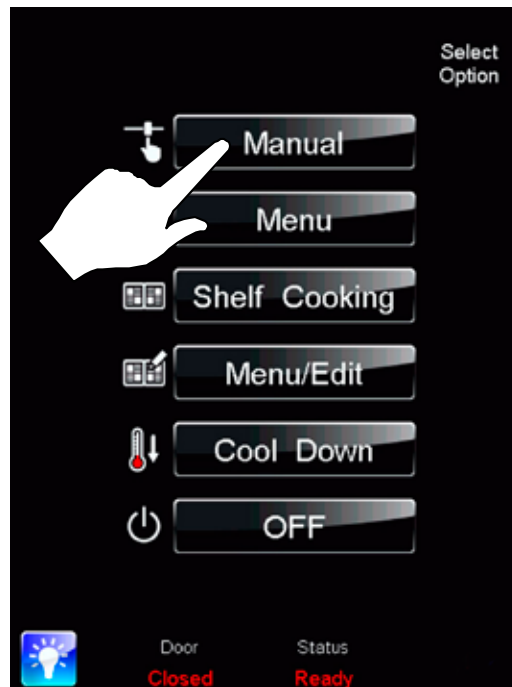 Select
Option
Manual
Menu
Shelf Cooking
Menu/Edit
Cool Down
OFF
Door Status
Closed Ready